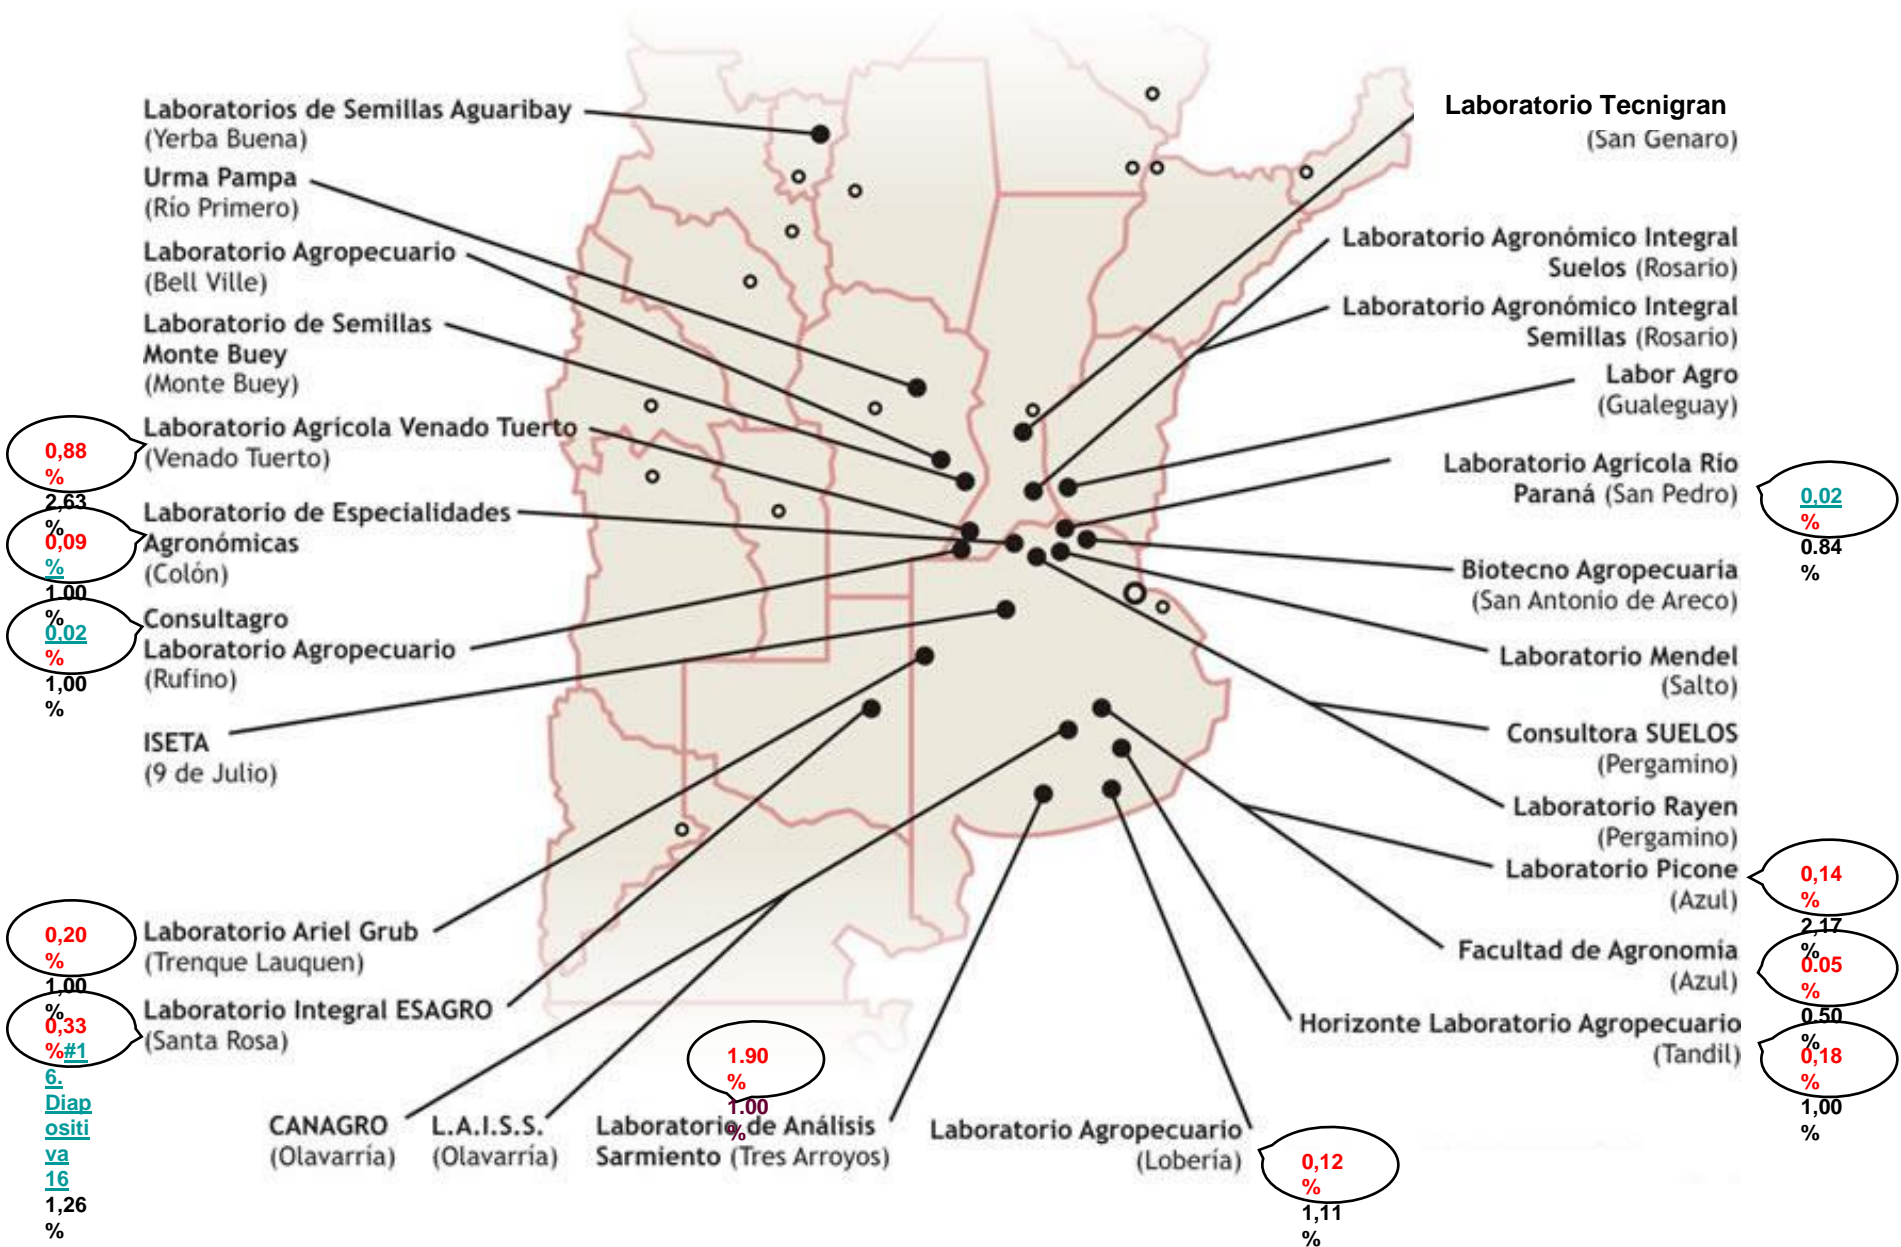 Laboratorios de Semillas Aguaribay
(Yerba Buena)
Urma Pampa
(Río Primero)
Laboratorio Agropecuario
(Bell Ville)
Laboratorio de Semillas
Monte Buey
(Monte Buey)
Laboratorio Agrícola Venado Tuerto
(Venado Tuerto)
0,88
%
2,63
%
Laboratorio de Especialidades
Agronómicas
(Colón)
0,09
%
1.00
%
Consultagro
Laboratorio Agropecuario
(Rufino)
0,02
%
1,00
%
ISETA
(9 de Julio)
Laboratorio Ariel Grub
(Trenque Lauquen)
0,20
%
1,00
%
Laboratorio Integral ESAGRO
(Santa Rosa)
0,33
%#1
6.
Diap
ositi
va
16
1,26
%
CANAGRO
(Olavarría)
L.A.I.S.S.
(Olavarría)
1.90
%
1.00
%
Laboratorio de Análisis
Sarmiento (Tres Arroyos)
Laboratorio Agropecuario
(Lobería)
0,12
%
1,11
%
Laboratorio Tecnigran
(San Genaro)
Laboratorio Agronómico Integral
Suelos (Rosario)
Laboratorio Agronómico Integral
Semillas (Rosario)
Labor Agro
(Gualeguay)
Laboratorio Agrícola Río
Paraná (San Pedro)
0,02
%
0.84
%
Biotecno Agropecuaria
(San Antonio de Areco)
Laboratorio Mendel
(Salto)
Consultora SUELOS
(Pergamino)
Laboratorio Rayen
(Pergamino)
Laboratorio Picone
(Azul)
0,14
%
2,17
%
Facultad de Agronomía
(Azul)
0.05
%
0.50
%
Horizonte Laboratorio Agropecuario
(Tandil)
0,18
%
1,00
%